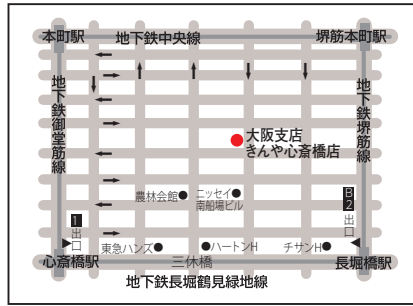 本町駅
地下鉄中央線
堺筋本町駅
地下鉄御堂筋線
地下鉄堺筋線
大阪支店
きんや心斎橋店
農林会館
ニッセイ
南船場ビル
B2出口
1出口
東急ハンズ
ハートンH
チサンH
心斎橋駅
三休橋
長堀橋駅
地下鉄長堀鶴見緑地線